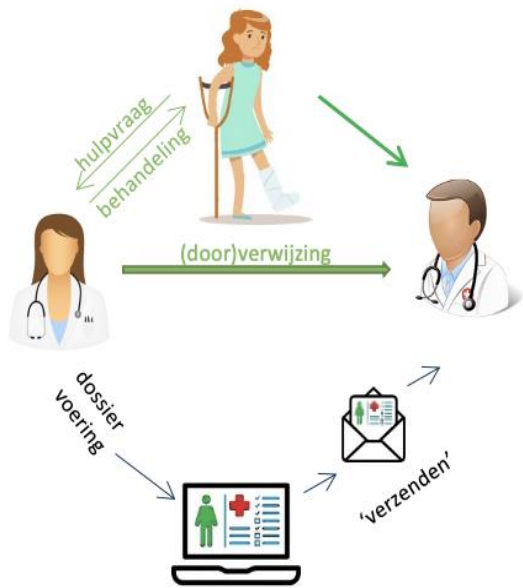 hulpvraag
behandeling
(door)verwijzing
dossier
voering
‘verzenden’